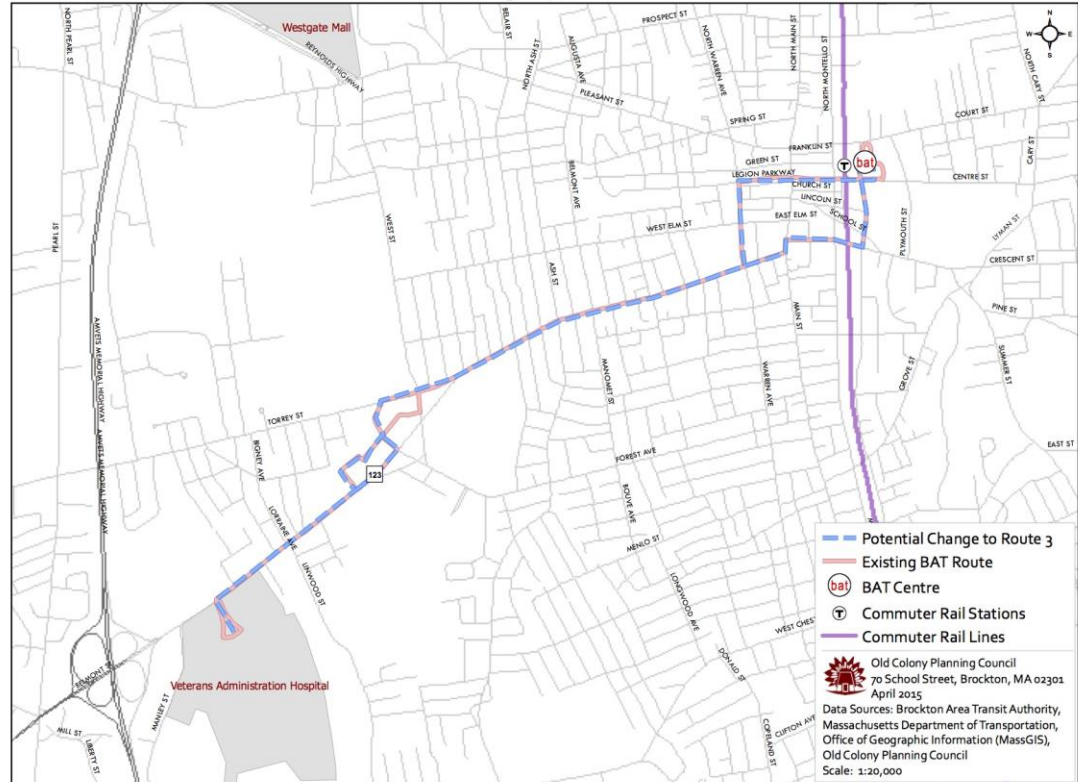 Westgate Mall
REYNOLDS HIGHWAY
NORTH PEARL ST
BELAIR ST
NORTH ASH ST
AUGUSTA AVE
PLEASANT ST
PROSPECT ST
NORTH WARREN AVE
NORTH MAIN ST
NORTH MONTELLO ST
N
W
E
S
NORTH CARY ST
COURT ST
SPRING ST
FRANKLIN ST
GREEN ST
T
bat
LEGION PARKWAY
CENTRE ST
CARY ST
CHURCH ST
LINCOLN ST
SCHOOL ST
EAST ELM ST
PLYMOUTH ST
LYMAN ST
CRESCENT ST
BELMONT AVE
WEST ELM ST
WEST ST
PEARL ST
ASH ST
MAIN ST
PINE ST
AMVETS MEMORIAL HIGHWAY
AMVETS MEMORIAL HIGHWAY
MANOMET ST
WARREN AVE
GROVE ST
SUMMER ST
TORREY ST
BIGNEY AVE
EAST ST
FOREST AVE
123
BOUVE AVE
LORRAINE AVE
MENLO ST
LINWOOD ST
LONGWOOD AVE
WEST CHES
DONALD ST
BELMONT ST
Veterans Administration Hospital
MANLEY ST
MILL ST
LIBERTY ST
COPELAND ST
CLIFTON AV
Potential Change to Route 3
Existing BAT Route
bat BAT Centre
T Commuter Rail Stations
Commuter Rail Lines
Old Colony Planning Council
70 School Street, Brockton, MA 02301
April 2015
Data Sources: Brockton Area Transit Authority,
Massachusetts Department of Transportation,
Office of Geographic Information (MassGIS),
Old Colony Planning Council
Scale: 1:20,000